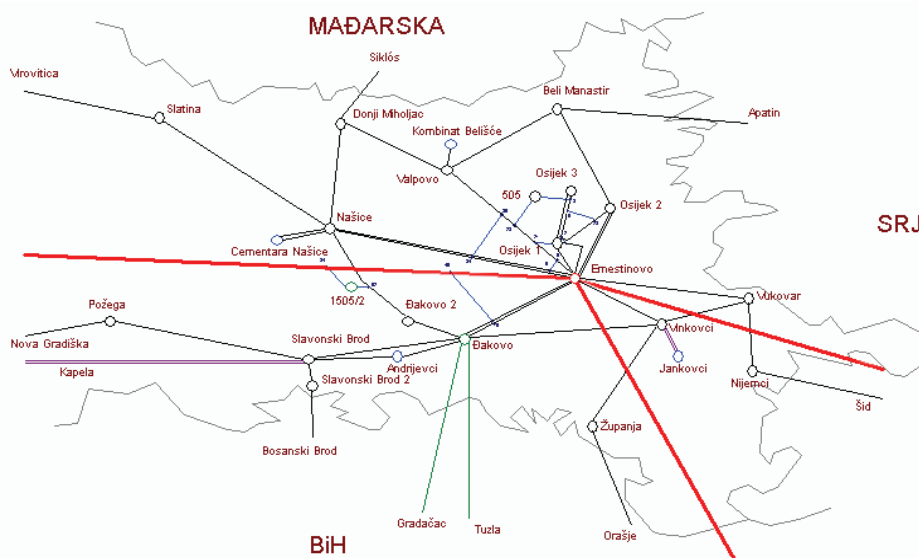 MAĐARSKA
Siklós
Virovitica
Slatina
Beli Manastir
Donji Miholjac
Kombinat Belišće
Apatin
Valpovo
Osijek 3
505
Osijek 2
Našice
SRJ
Cementara Našice
Osijek 1
Ernestinovo
1505/2
Vukovar
Požega
Đakovo 2
Vinkovci
Nova Gradiška
Slavonski Brod
Đakovo
Kapela
Andrijevci
Jankovci
Slavonski Brod 2
Nijemci
Šid
Županja
Bosanski Brod
Gradačac
Tuzla
Orašje
BiH